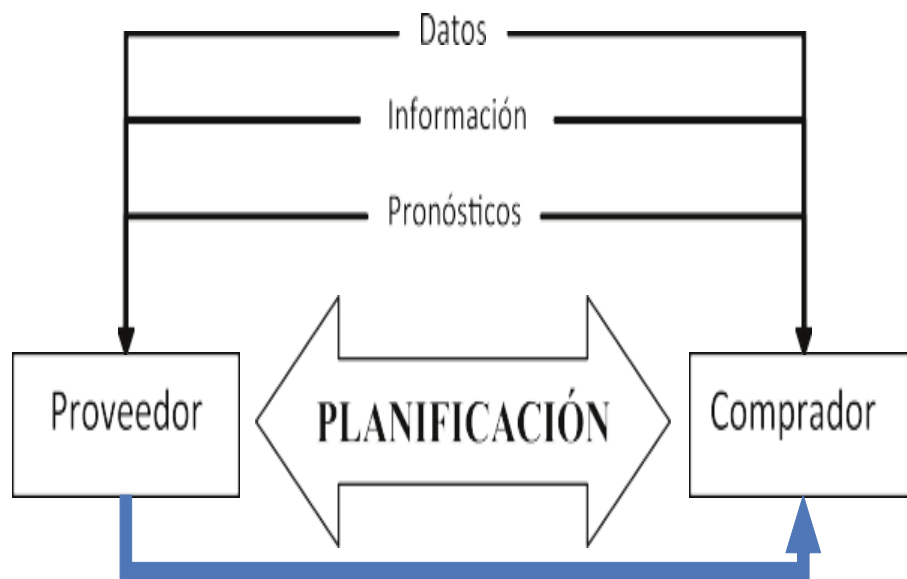 Datos
Información
Pronósticos
Proveedor
PLANIFICACIÓN
Comprador